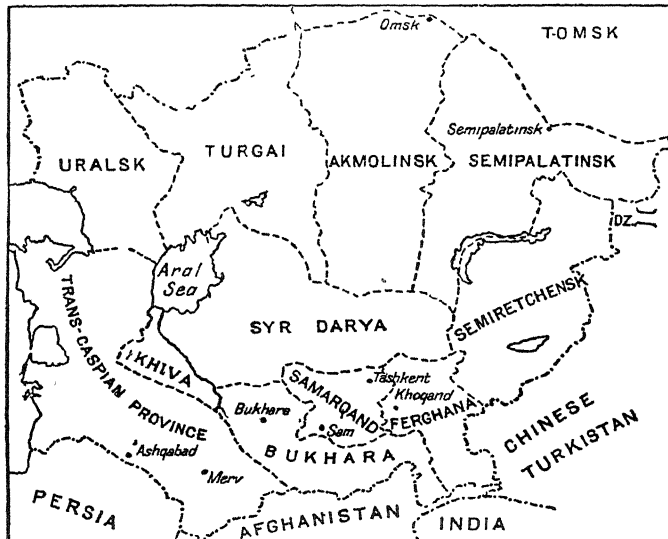 Omsk
TOMSK
Semipalatinsk
URALSK
TURGAI
AKMOLINSK
SEMIPALATINSK
DZ.
Aral
Sea
TRANS-CASPIAN PROVINCE
SYR DARYA
SEMIRETCHENSK
KHIVA
SAMARQAND
Tashkent
Khoqand
FERGHANA
Bukhara
Sam
BUKHARA
CHINESE
TURKISTAN
Ashqabad
Merv
PERSIA
AFGHANISTAN
INDIA